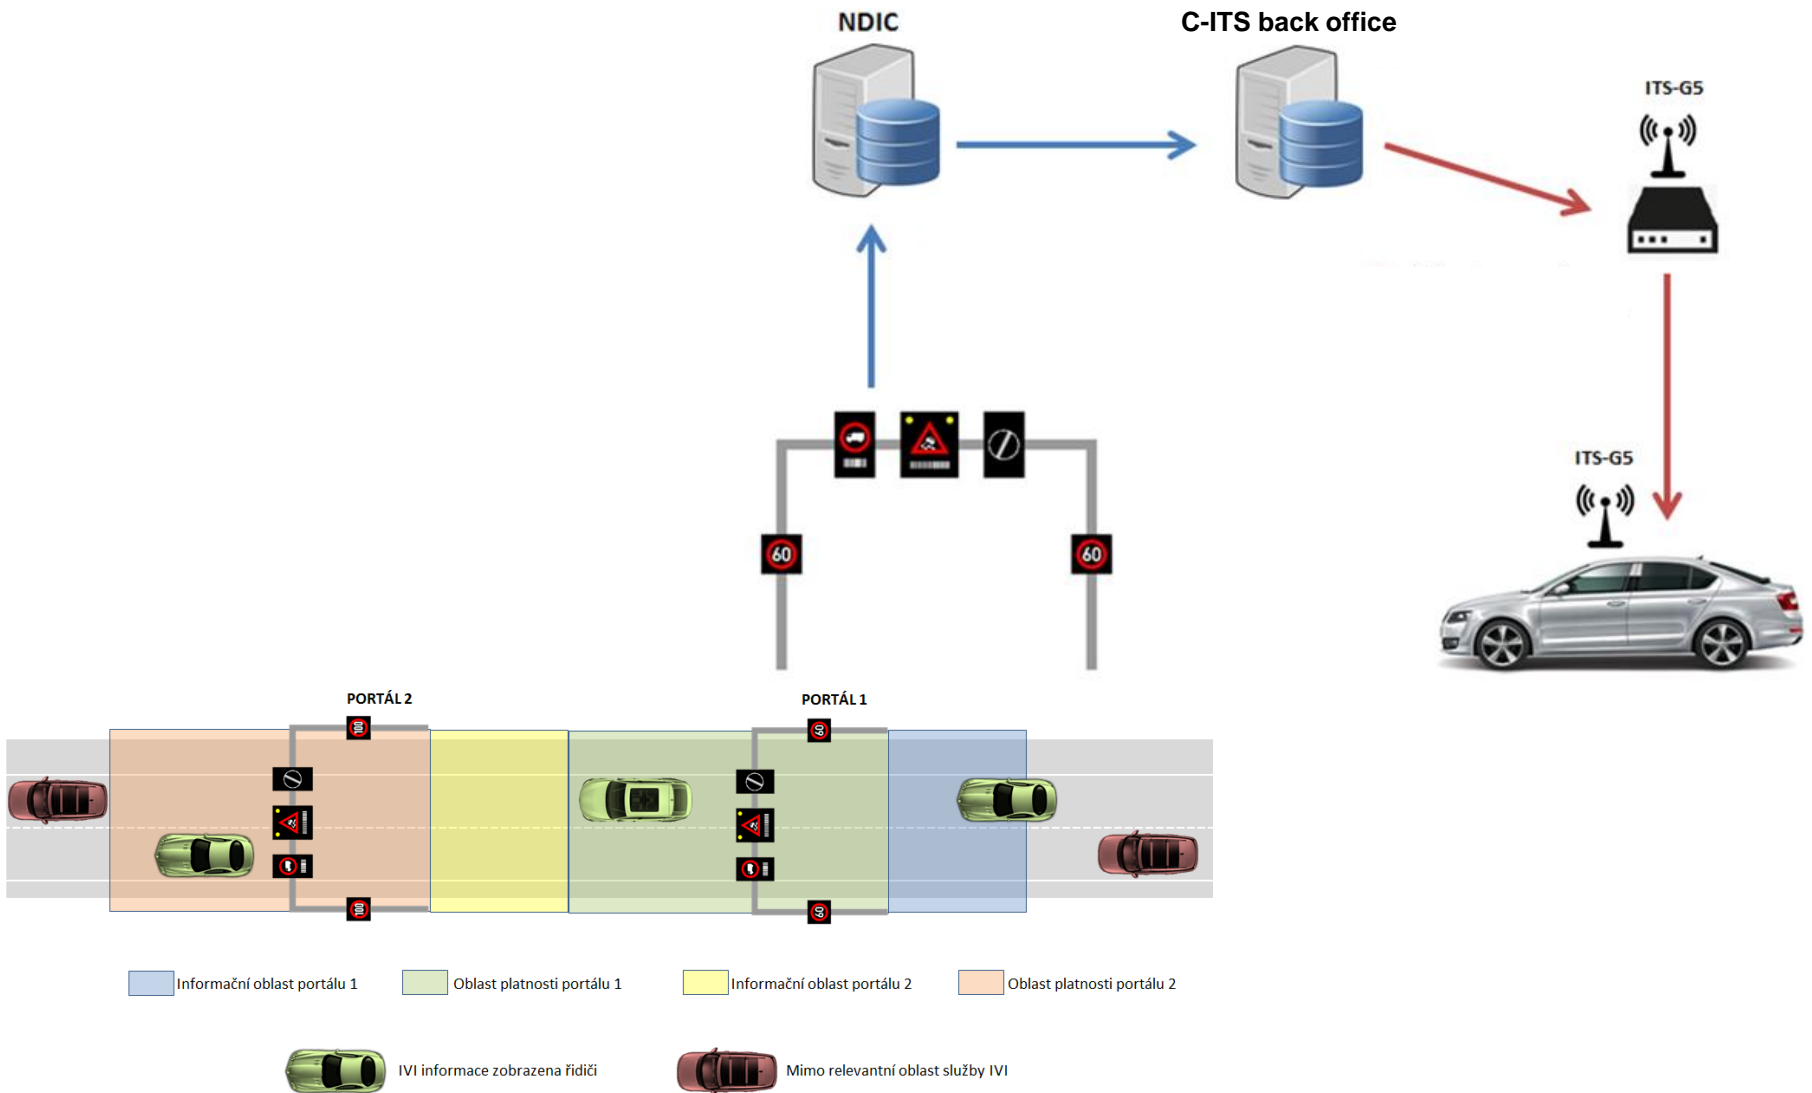 NDIC
C-ITS back office
ITS-G5
60
60
ITS-G5
PORTÁL 2
PORTÁL 1
100
60
100
60
Informační oblast portálu 1
Oblast platnosti portálu 1
Informační oblast portálu 2
Oblast platnosti portálu 2
IVI informace zobrazena řidiči
Mimo relevantní oblast služby IVI